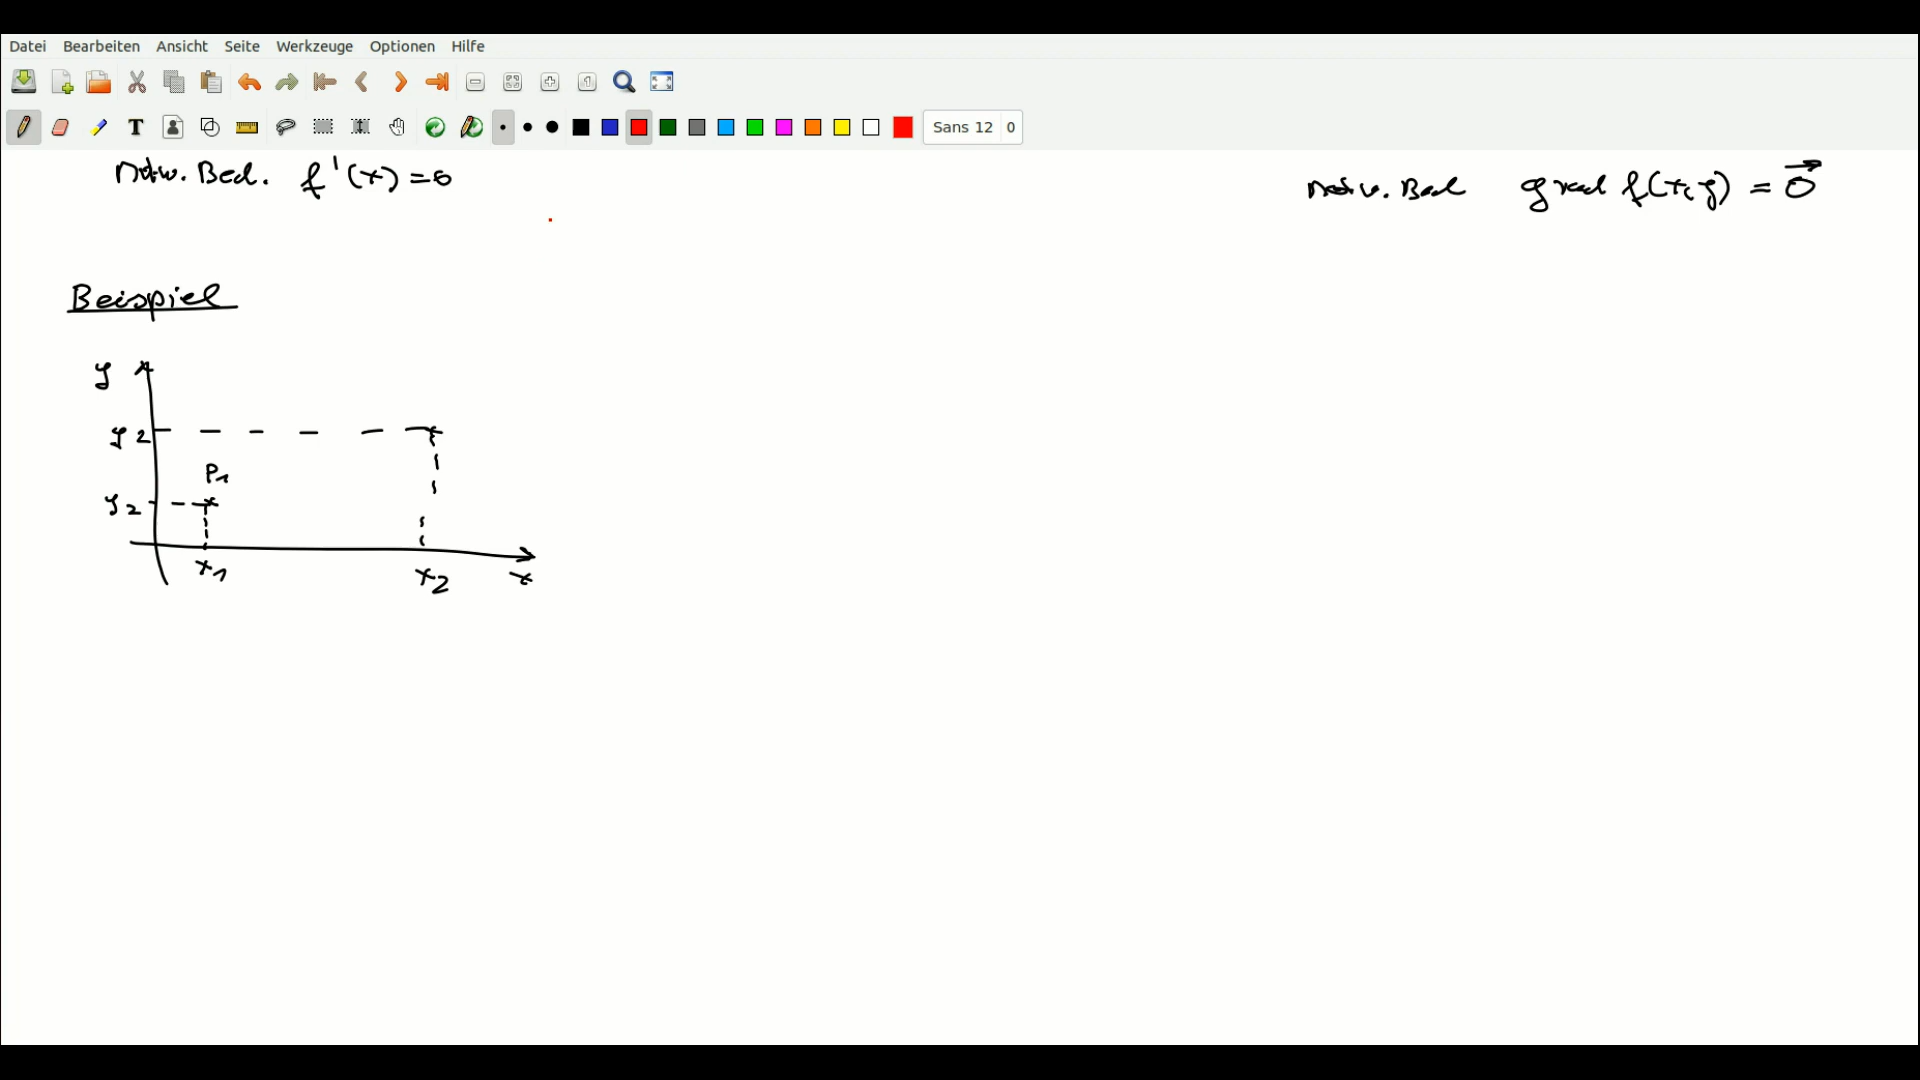 Datei Bearbeiten Ansicht Seite Werkzeuge Optionen Hilfe
T Sans 12 0
Notw. Bed. f'(x) = 0
Notw. Bed grad f(x,y) = 0
Beispiel
y
y2
P1
y2
x1 x2 x